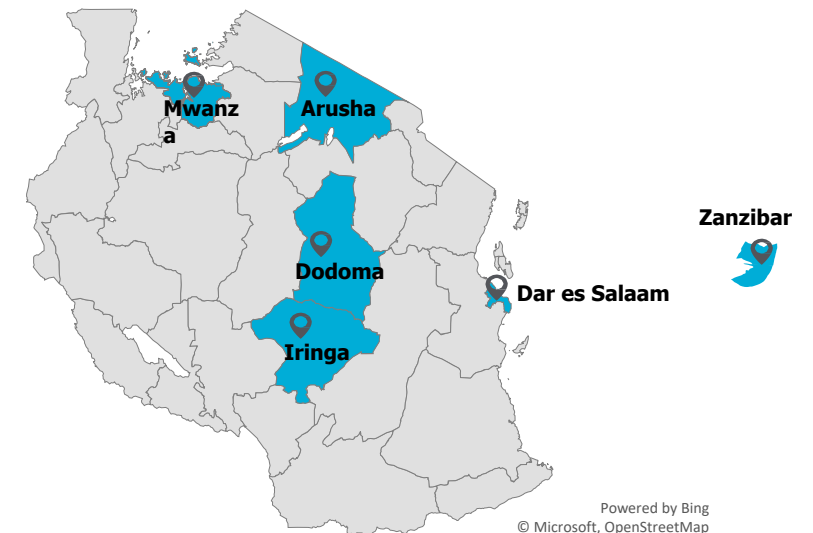 Mwanz
a
Arusha
Zanzibar
Dodoma
Dar es Salaam
Iringa
Powered by Bing
© Microsoft, OpenStreetMap